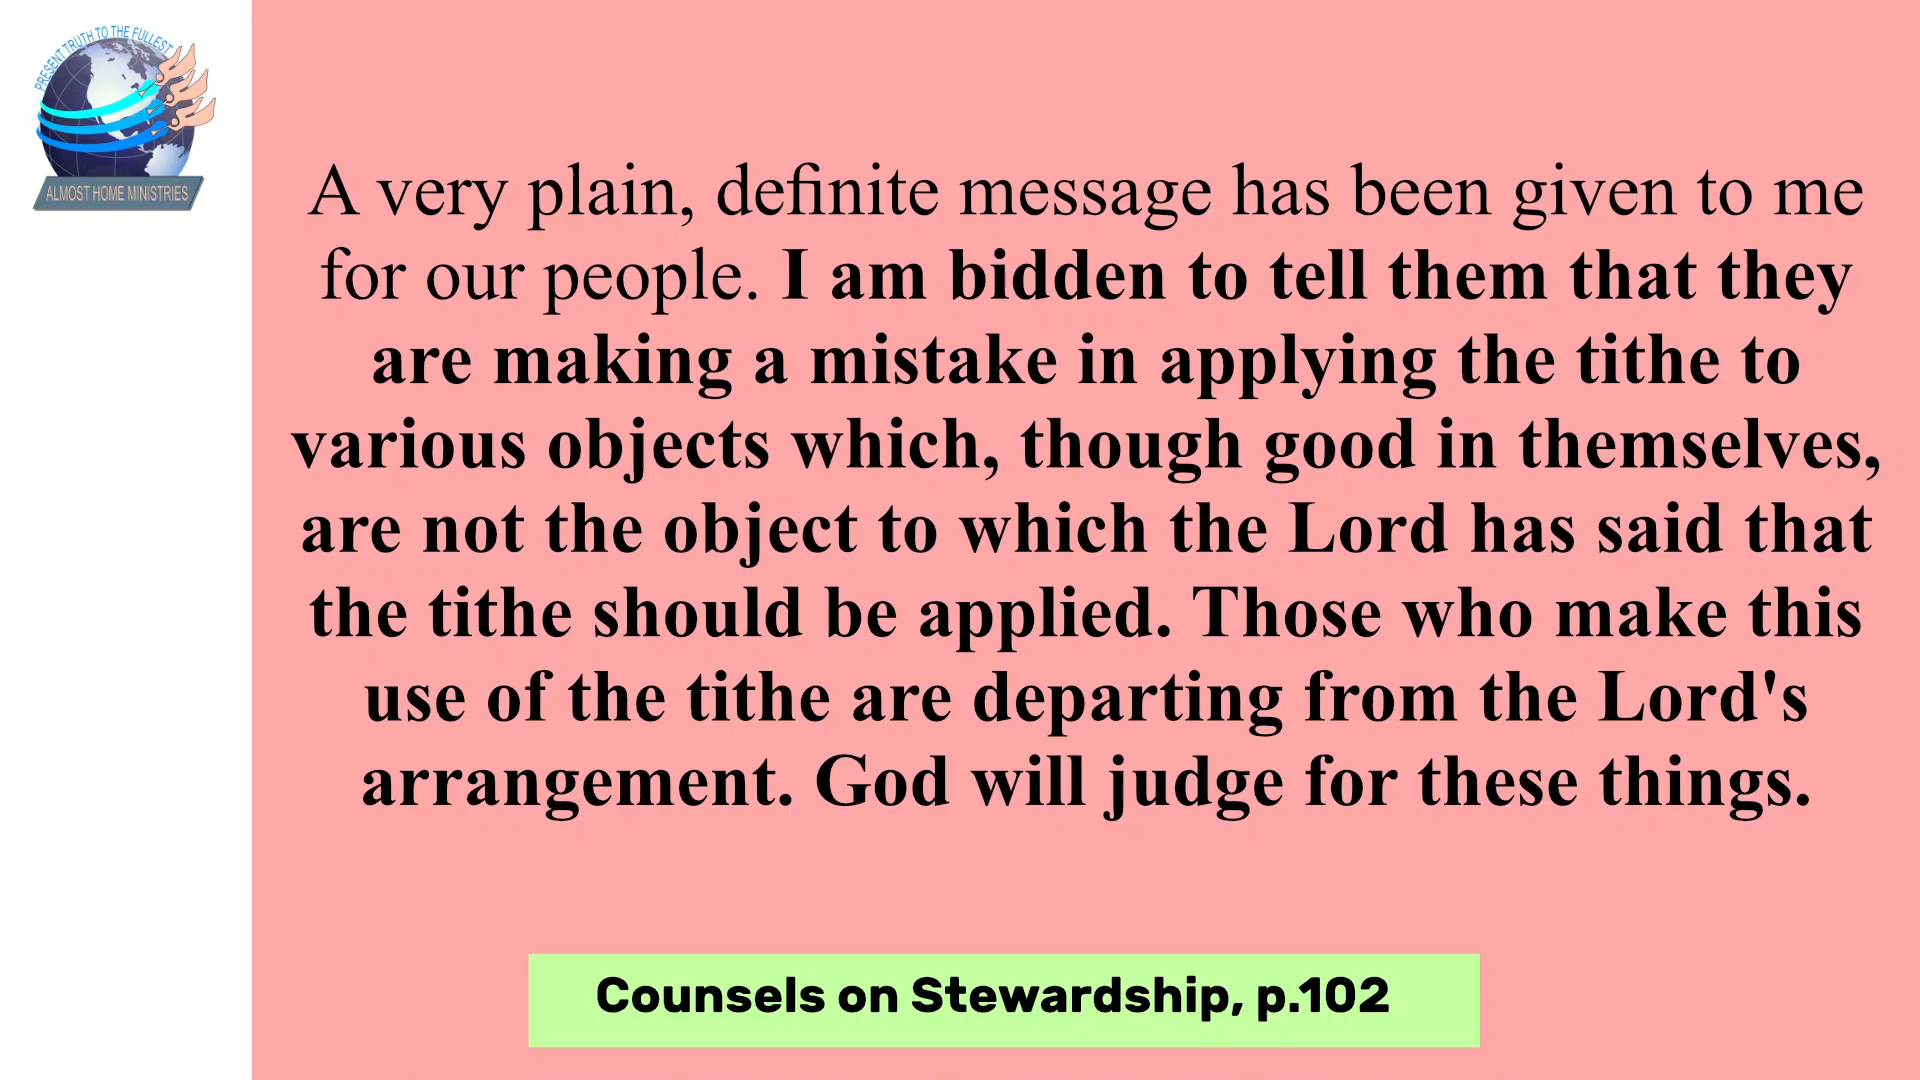 PRESENT TRUTH TO THE FULLEST
ALMOST HOME MINISTRIES
A very plain, definite message has been given to me
for our people. I am bidden to tell them that they
are making a mistake in applying the tithe to
various objects which, though good in themselves,
are not the object to which the Lord has said that
the tithe should be applied. Those who make this
use of the tithe are departing from the Lord's
arrangement. God will judge for these things.
Counsels on Stewardship, p.102